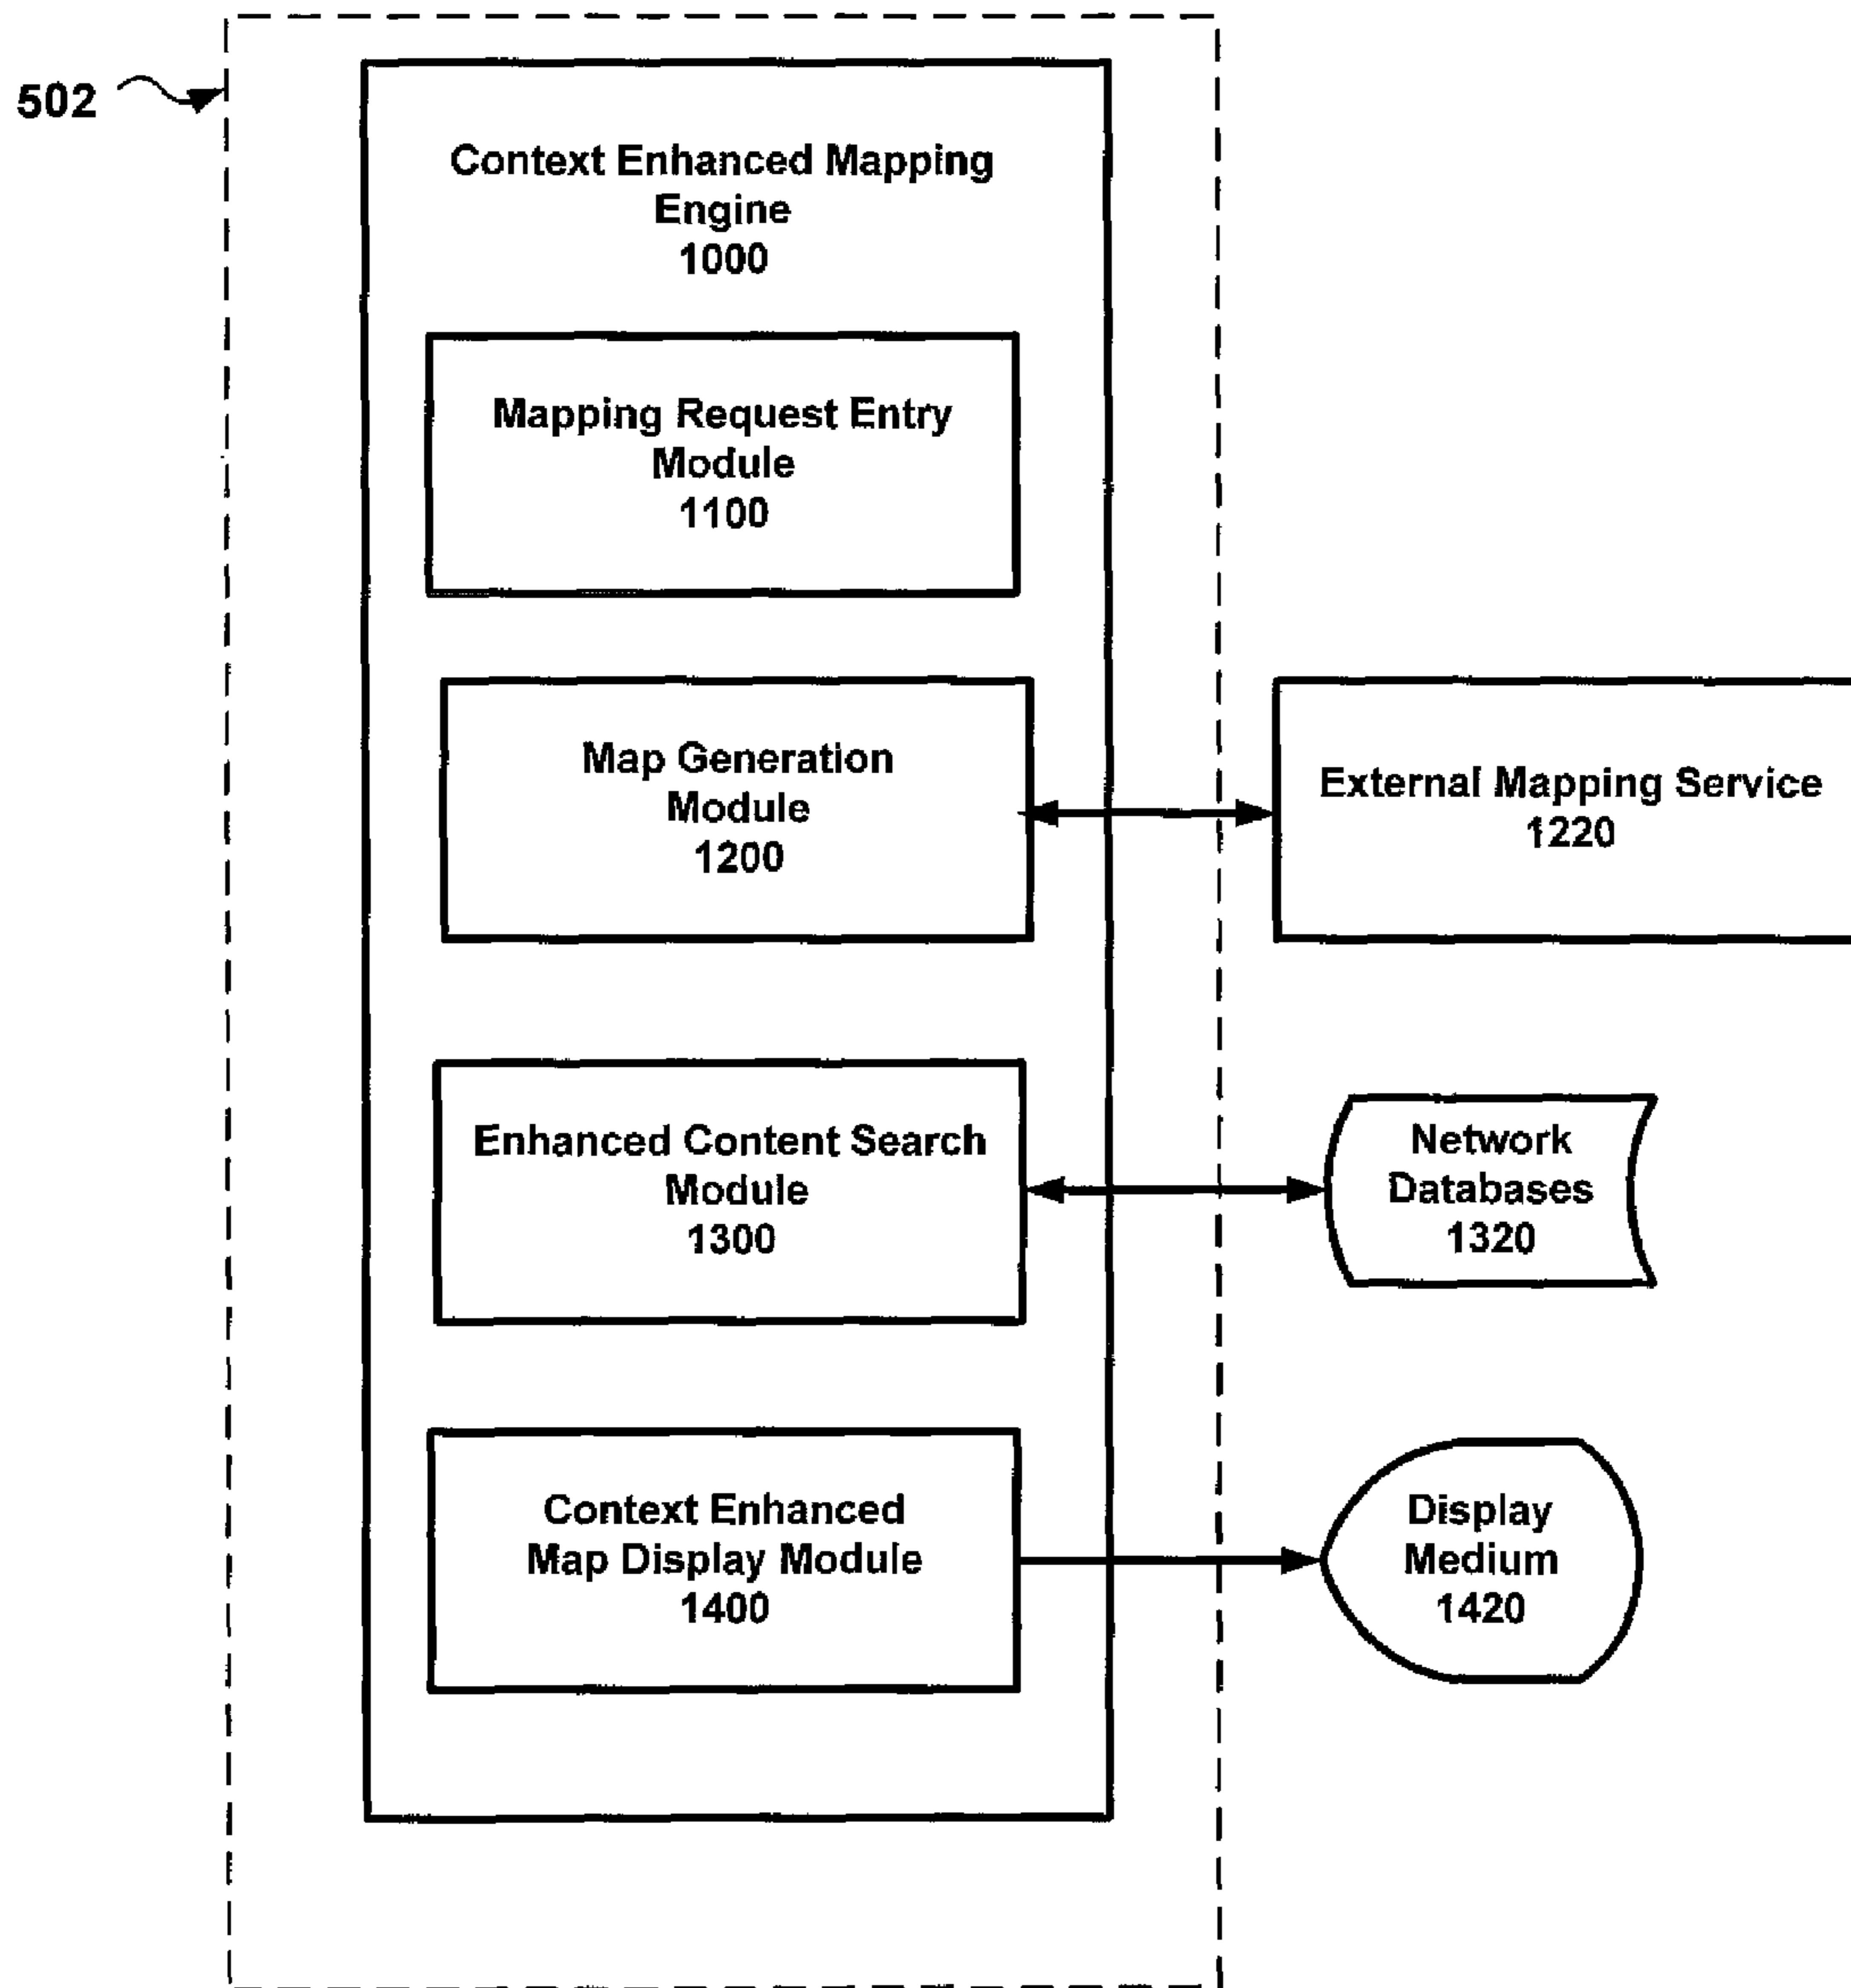 502
Context Enhanced Mapping
Engine
1000
Mapping Request Entry
Module
1100
Map Generation
Module
1200
External Mapping Service
1220
Enhanced Content Search
Module
1300
Network
Databases
1320
Context Enhanced
Map Display Module
1400
Display
Medium
1420